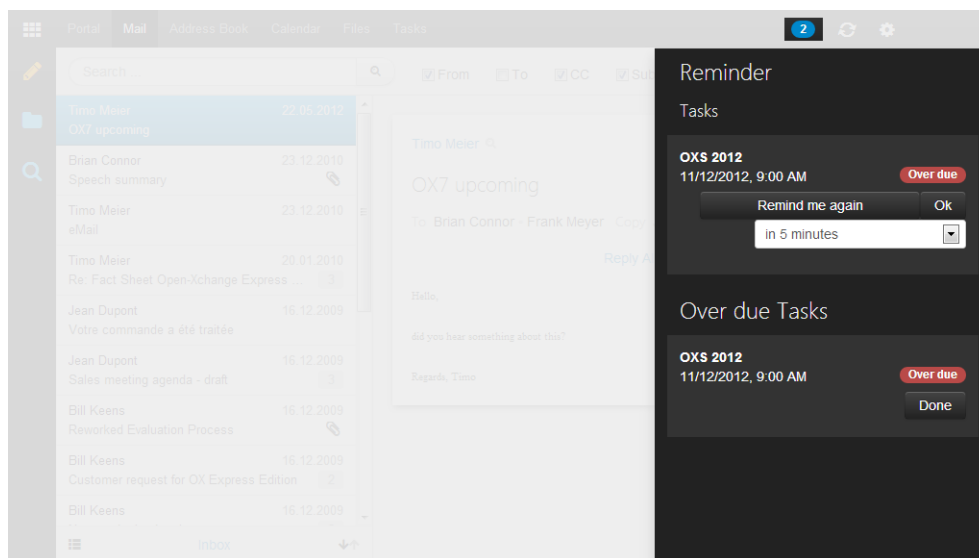 Portal Mail Address Book Calendar Files Tasks 2
Search...
From To CC
Timo Meier 22.05.2012
OX7 upcoming
Brian Connor 23.12.2010
Speech summary
Timo Meier 23.12.2010
eMail
Timo Meier 20.01.2010
Re: Fact Sheet Open-Xchange Express ... 3
Jean Dupont 16.12.2009
Votre commande a été traitée
Jean Dupont 16.12.2009
Sales meeting agenda - draft 3
Bill Keens 16.12.2009
Reworked Evaluation Process
Bill Keens 16.12.2009
Customer request for OX Express Edition 2
Bill Keens 16.12.2009
Inbox
Timo Meier
OX7 upcoming
To Brian Connor - Frank Meyer Copy
Reply
Hallo,
did you hear something about this?
Regards, Timo
Reminder
Tasks
OXS 2012
11/12/2012, 9:00 AM Over due
Remind me again Ok
in 5 minutes
Over due Tasks
OXS 2012
11/12/2012, 9:00 AM Over due
Done